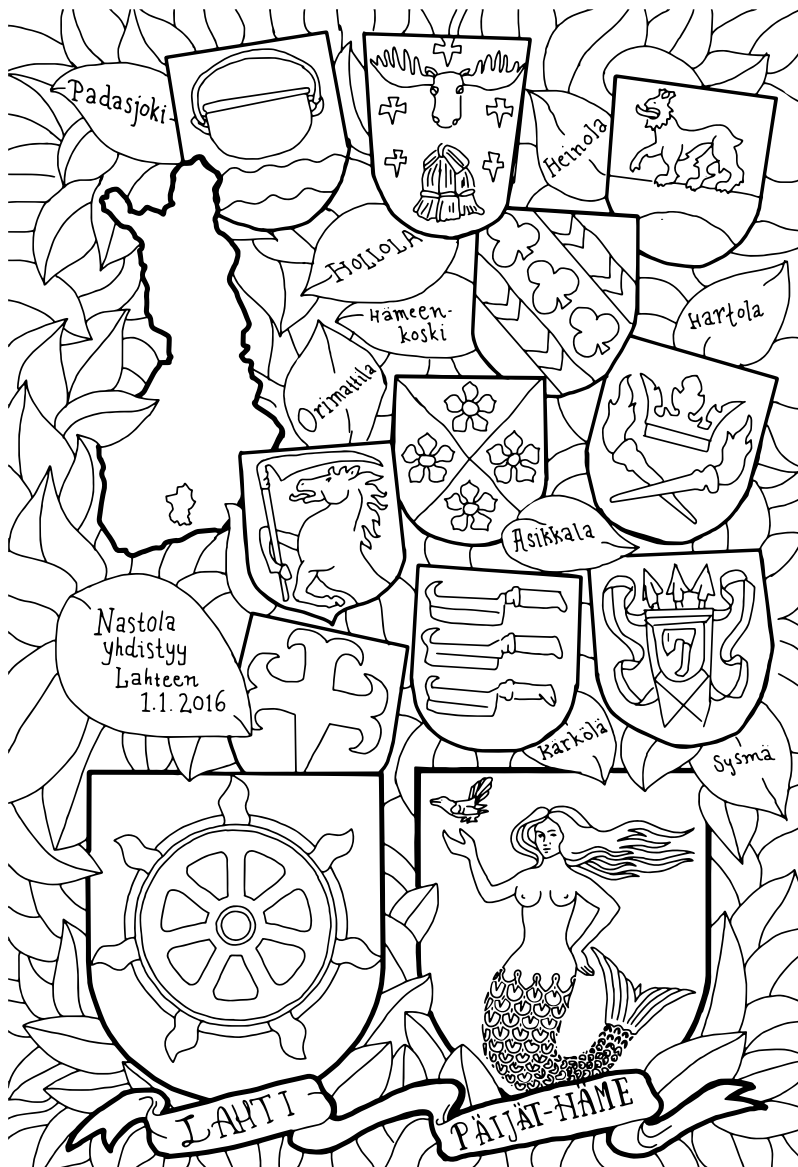 Padasjoki
Heinola
HOLLOLA
Hämeen-
koski
Hartola
Orimattila
Asikkala
Nastola
yhdistyy
Lahteen
1.1. 2016
Kärkölä
Sysmä
LAHTI
PÄIJÄT-HÄME